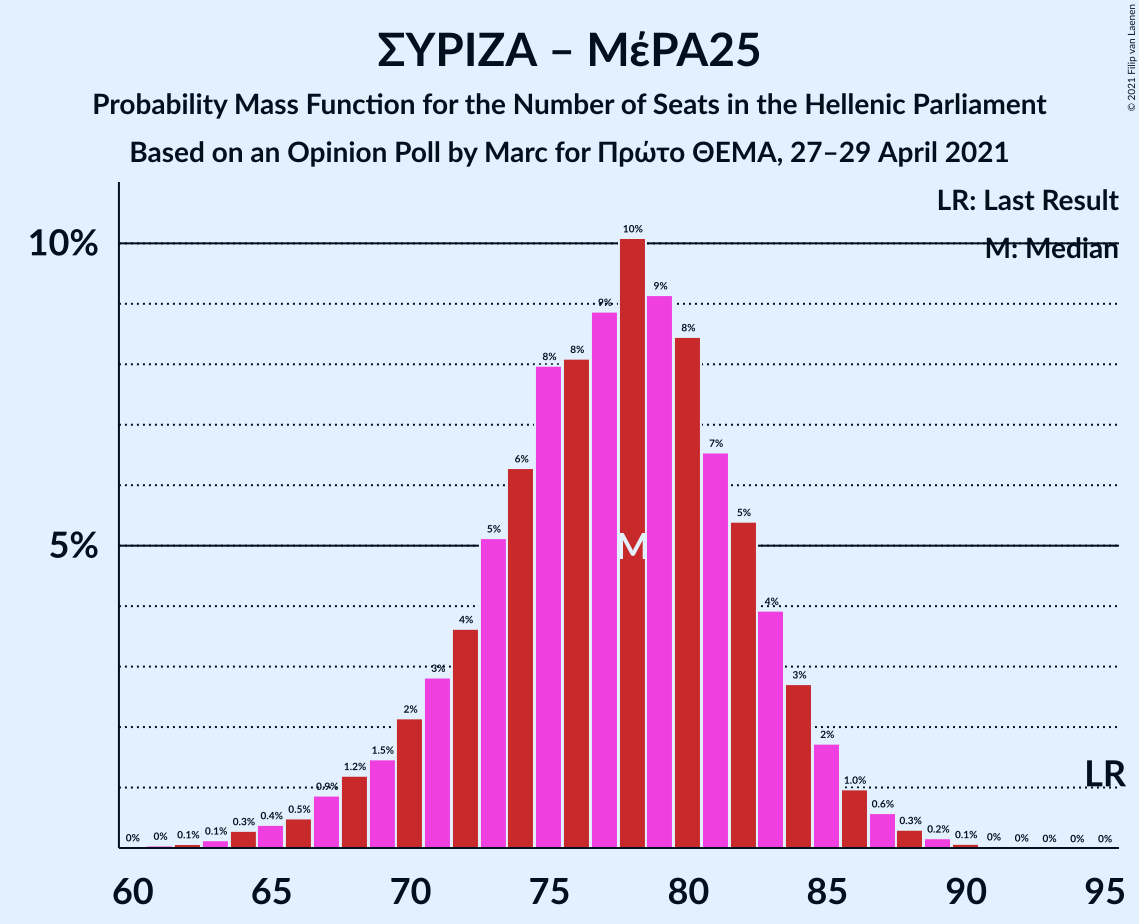 ΣΥΡΙΖΑ – ΜέΡΑ25
Probability Mass Function for the Number of Seats in the Hellenic Parliament
Based on an Opinion Poll by Marc for Πρώτο ΘΕΜΑ, 27–29 April 2021
© 2021 Filip van Laenen
LR: Last Result
M: Median
10%
5%
0% 0% 0.1% 0.1% 0.3% 0.4% 0.5% 0.9% 1.2% 1.5% 2% 3% 4% 5% 6% 8% 8% 9% 10% 9% 8% 7% 5% 4% 3% 2% 1.0% 0.6% 0.3% 0.2% 0.1% 0% 0% 0% 0% 0%
M
LR
60 65 70 75 80 85 90 95